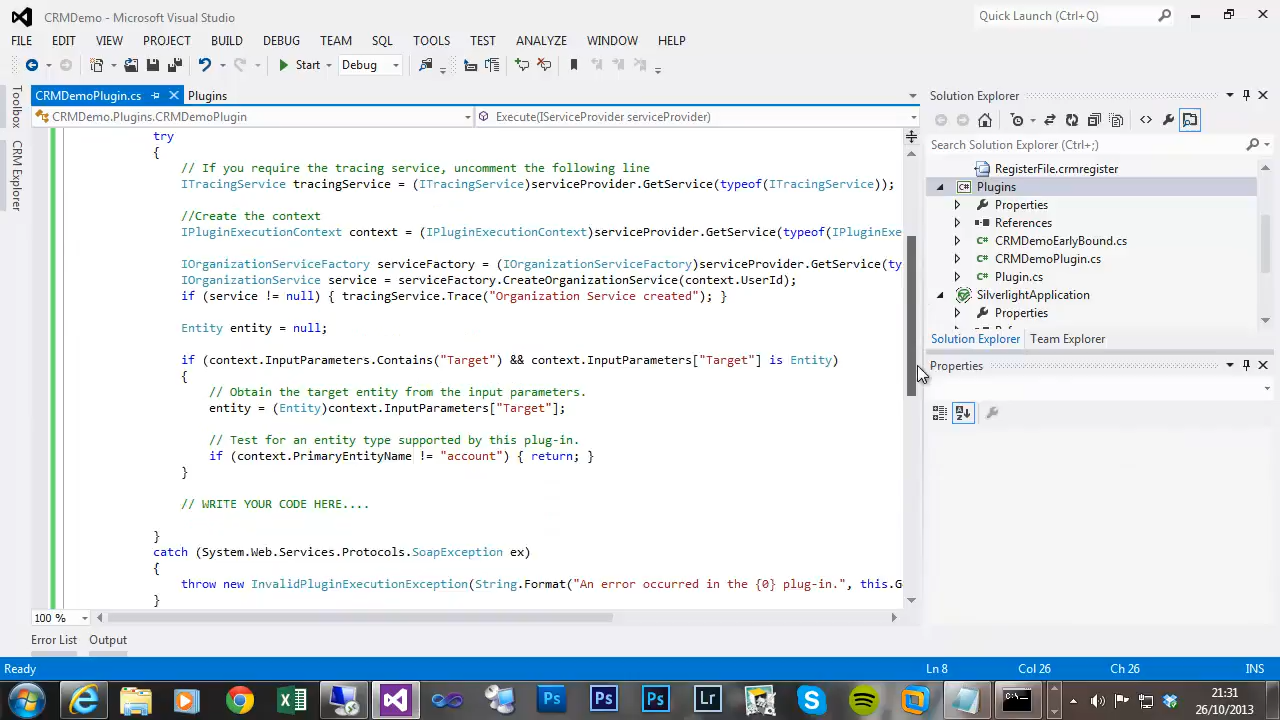 CRMDemo - Microsoft Visual Studio
Quick Launch (Ctrl+Q)
FILE EDIT VIEW PROJECT BUILD DEBUG TEAM SQL TOOLS TEST ANALYZE WINDOW HELP
Start Debug
Toolbox
CRM Explorer
CRMDemoPlugin.cs Plugins
CRMDemo.Plugins.CRMDemoPlugin Execute(IServiceProvider serviceProvider)
try
{
// If you require the tracing service, uncomment the following line
ITracingService tracingService = (ITracingService)serviceProvider.GetService(typeof(ITracingService));
//Create the context
IPluginExecutionContext context = (IPluginExecutionContext)serviceProvider.GetService(typeof(IPluginExe
IOrganizationServiceFactory serviceFactory = (IOrganizationServiceFactory)serviceProvider.GetService(ty
IOrganizationService service = serviceFactory.CreateOrganizationService(context.UserId);
if (service != null) { tracingService.Trace("Organization Service created"); }
Entity entity = null;
if (context.InputParameters.Contains("Target") && context.InputParameters["Target"] is Entity)
{
// Obtain the target entity from the input parameters.
entity = (Entity)context.InputParameters["Target"];
// Test for an entity type supported by this plug-in.
if (context.PrimaryEntityName != "account") { return; }
}
// WRITE YOUR CODE HERE....
}
catch (System.Web.Services.Protocols.SoapException ex)
{
throw new InvalidPluginExecutionException(String.Format("An error occurred in the {0} plug-in.", this.G
}
100 %
Error List Output
Solution Explorer
Search Solution Explorer (Ctrl+;)
RegisterFile.crmregister
C# Plugins
Properties
References
C# CRMDemoEarlyBound.cs
C# CRMDemoPlugin.cs
C# Plugin.cs
SilverlightApplication
Properties
Solution Explorer Team Explorer
Properties
Ready Ln 8 Col 26 Ch 26 INS
Ps Ps Ps Lr
21:31
26/10/2013